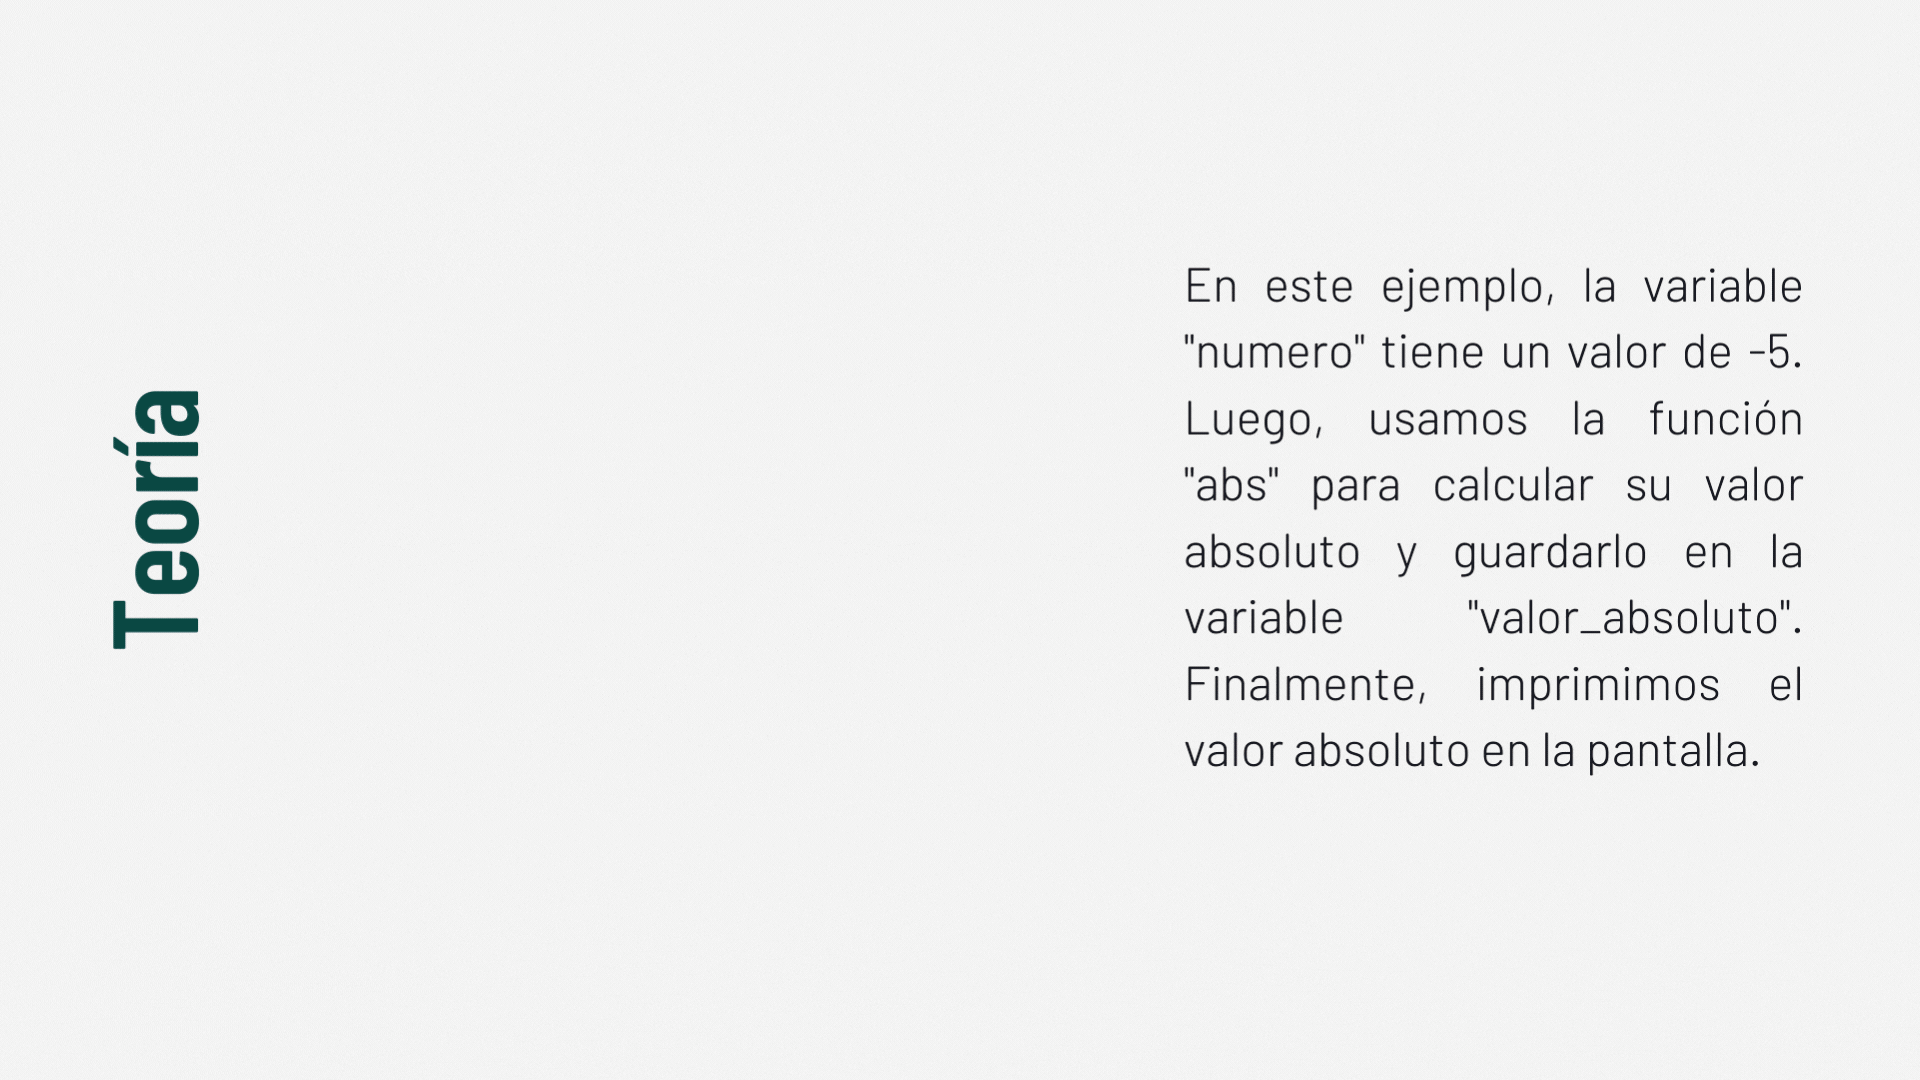 Teoría
En este ejemplo, la variable
"numero" tiene un valor de -5.
Luego, usamos la función
"abs" para calcular su valor
absoluto y guardarlo en la
variable "valor_absoluto".
Finalmente, imprimimos el
valor absoluto en la pantalla.